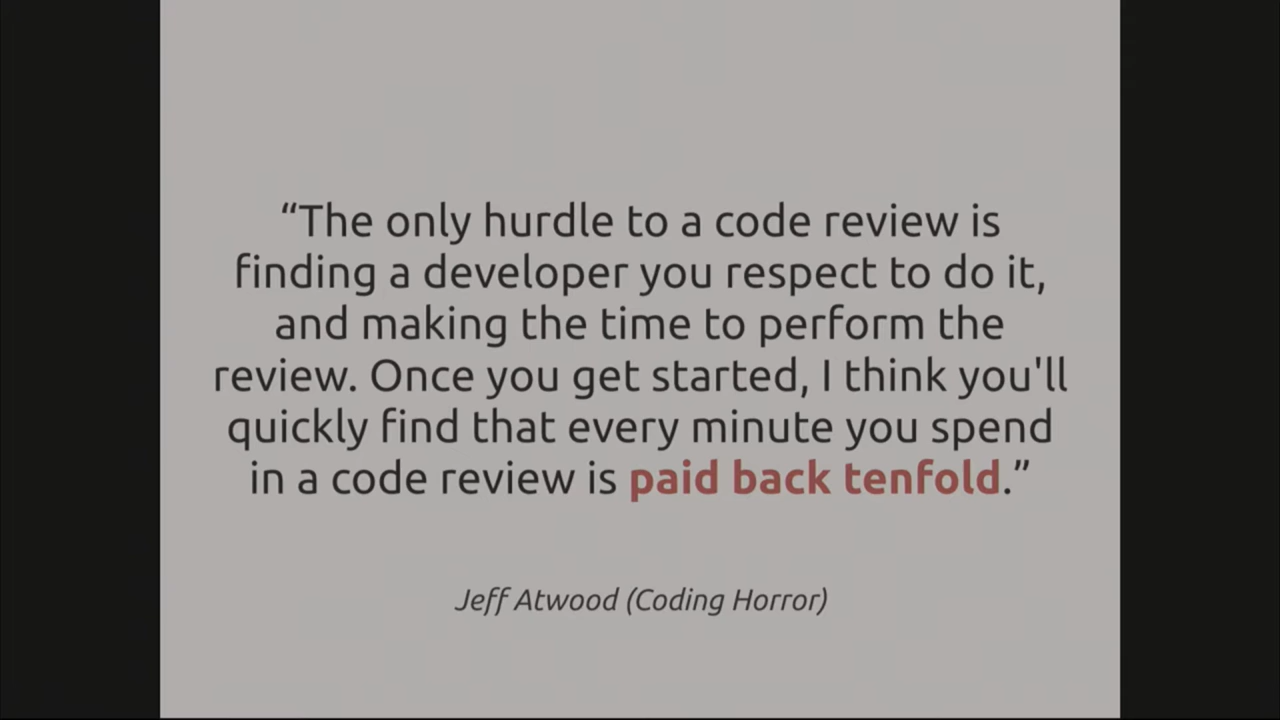 “The only hurdle to a code review is
finding a developer you respect to do it,
and making the time to perform the
review. Once you get started, I think you'll
quickly find that every minute you spend
in a code review is paid back tenfold.”
Jeff Atwood (Coding Horror)